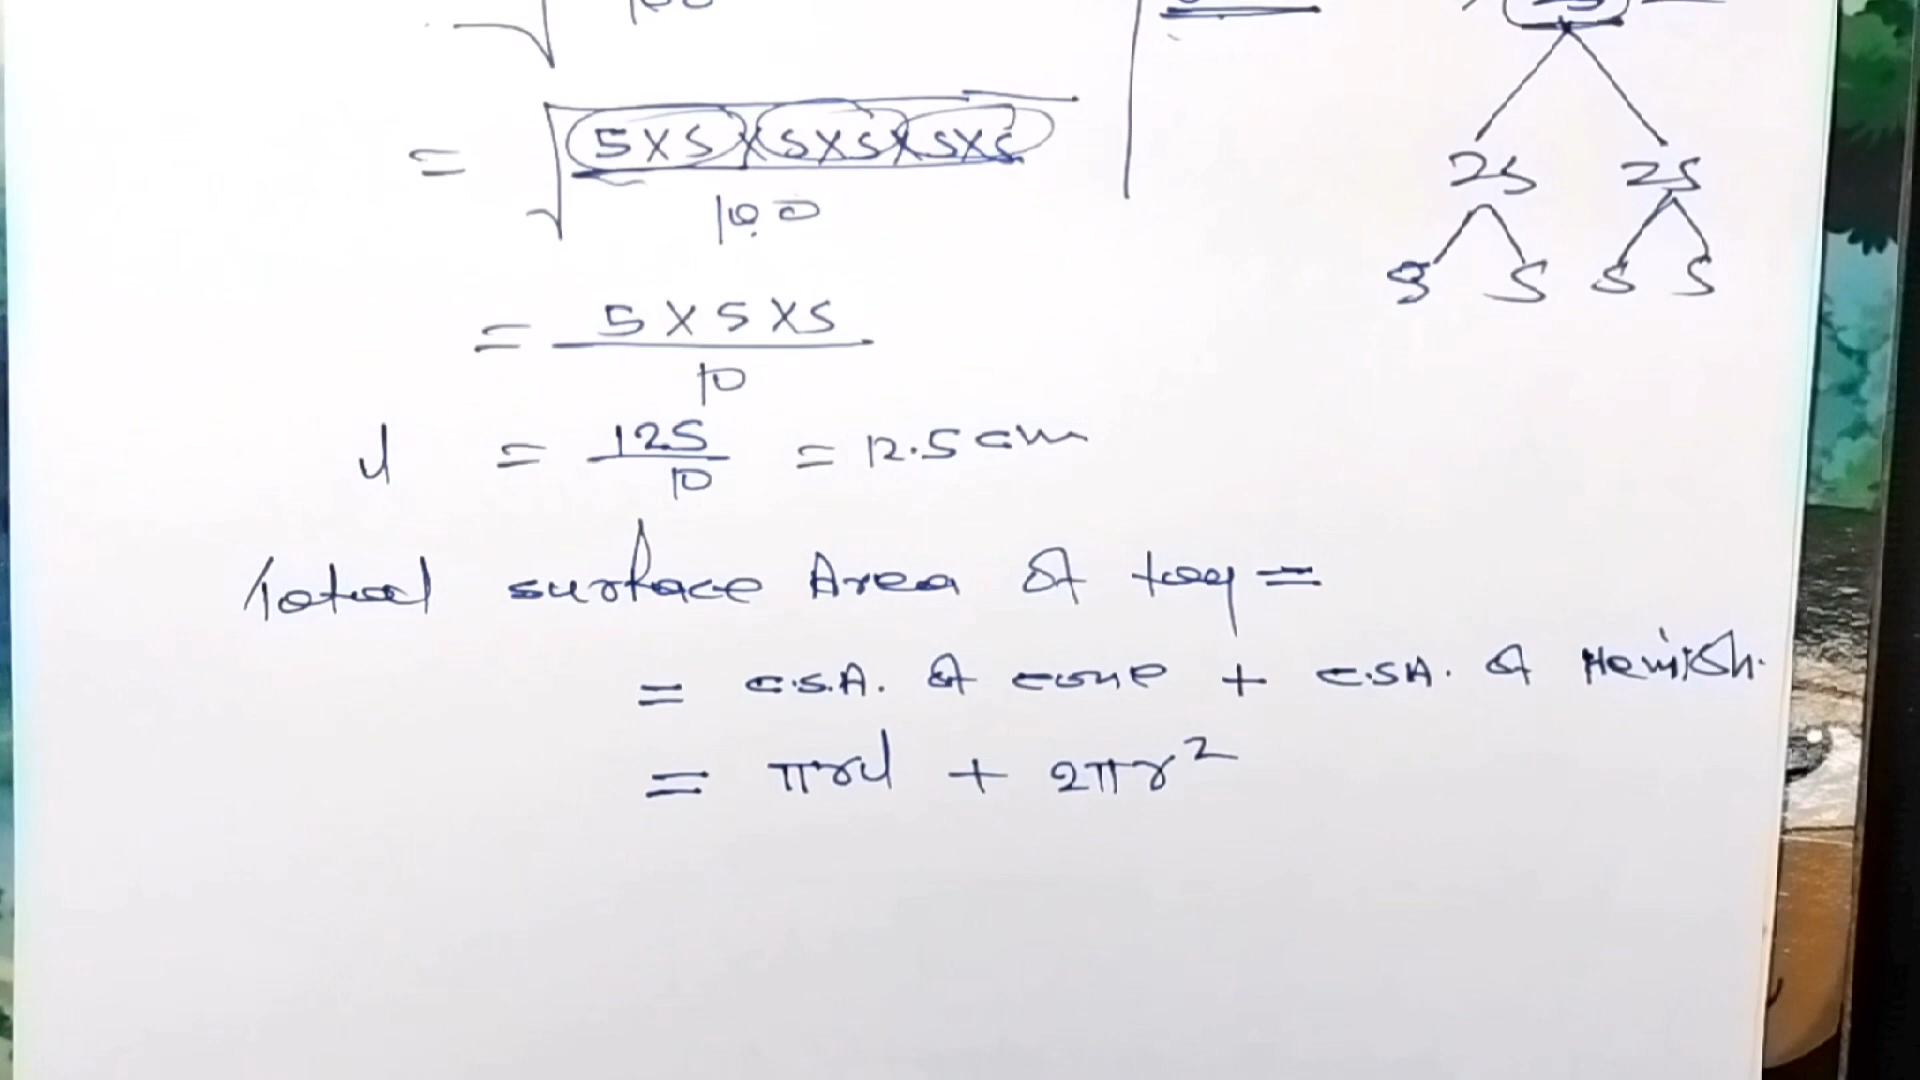 100
= √(5×5×5×5×5×5 / 100)
25 25
5 5 5 5
= 5×5×5 / 10
l = 125/10 = 12.5 cm
Total surface Area of toy =
= C.S.A. of cone + C.S.A. of Hemisph.
= πrl + 2πr²